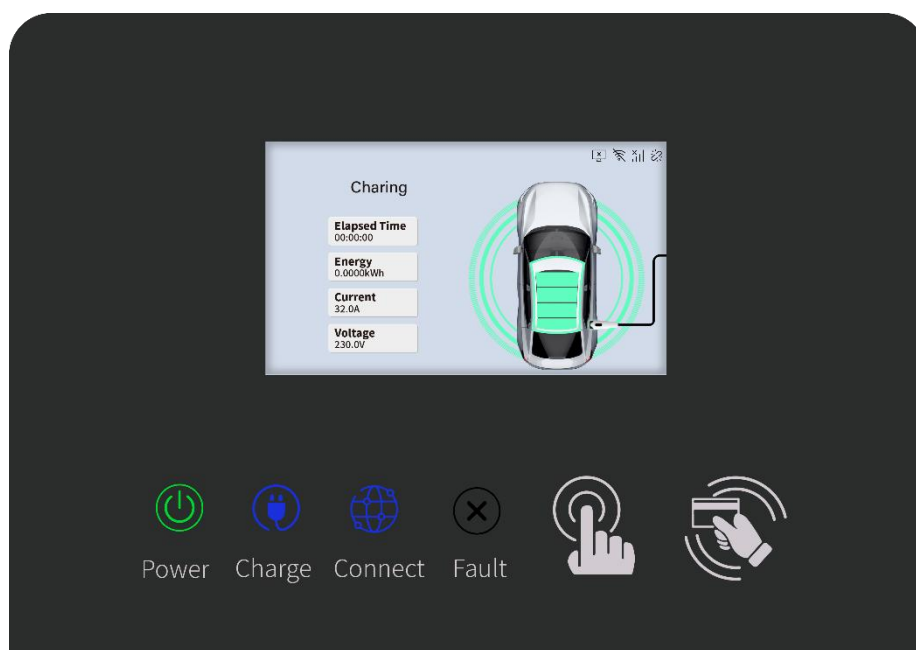 Charing
Elapsed Time
00:00:00
Energy
0.0000kWh
Current
32.0A
Voltage
230.0V
Power Charge Connect Fault